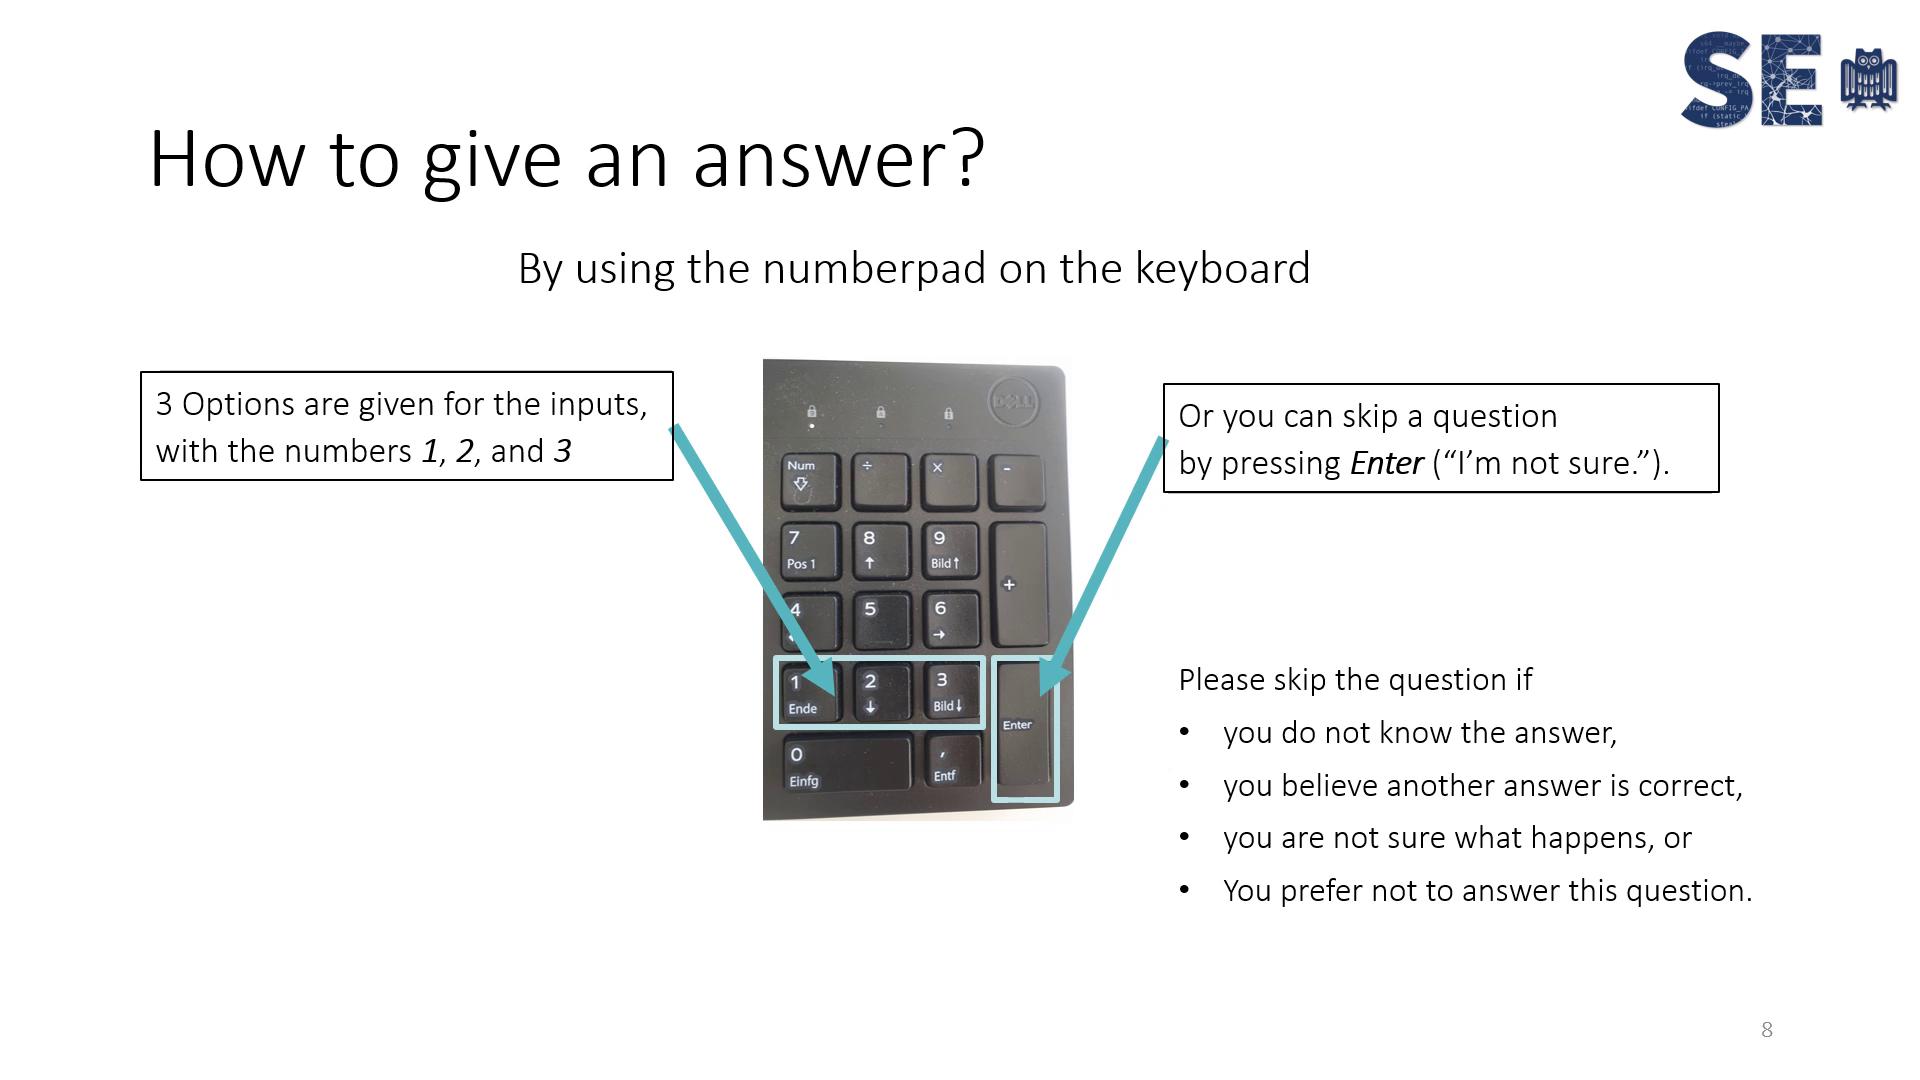 SE
How to give an answer?
By using the numberpad on the keyboard
3 Options are given for the inputs,
with the numbers 1, 2, and 3
Or you can skip a question
by pressing Enter (“I’m not sure.”).
DELL
Num ÷ × -
7 8 9
Pos 1 ↑ Bild ↑
+
4 5 6
→
1 2 3
Ende ↓ Bild ↓
Enter
0 ,
Einfg Entf
Please skip the question if
• you do not know the answer,
• you believe another answer is correct,
• you are not sure what happens, or
• You prefer not to answer this question.
8